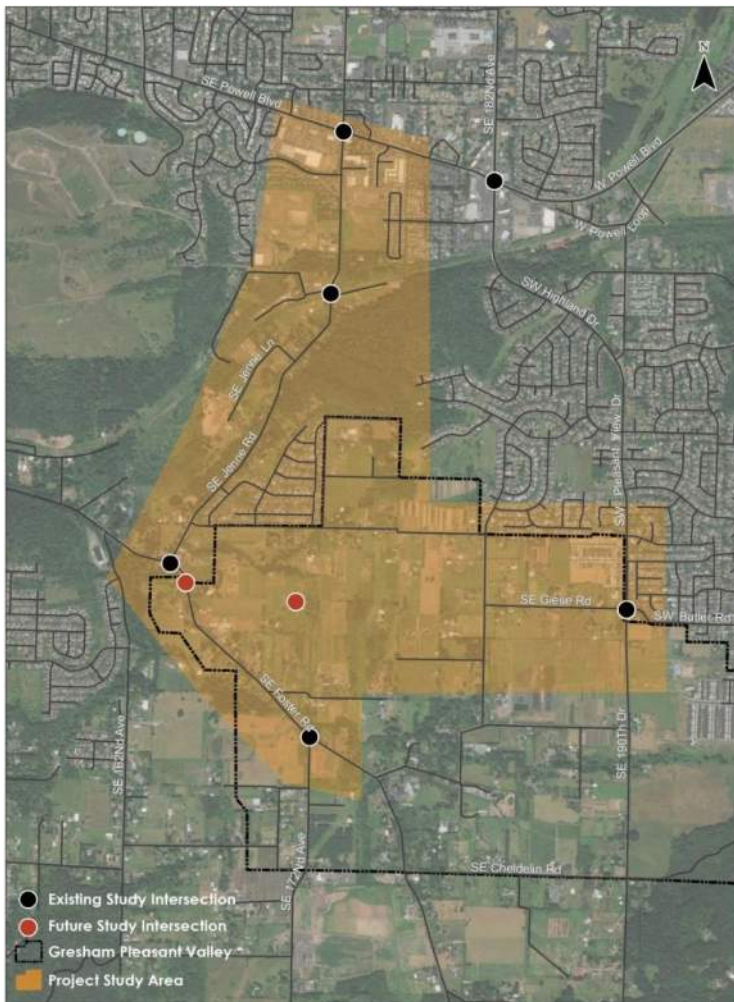 N
SE Powell Blvd
SE 182Nd Ave
W Powell Blvd
W Powell Loop
SW Highland Dr
SE Jenne Ln
SE Jenne Rd
SW Pleasant View Dr
SE Giese Rd
SW Butler Rd
SE Foster Rd
SE 162Nd Ave
SE 190Th Dr
SE Cheldelin Rd
SE 172Nd Ave
Existing Study Intersection
Future Study Intersection
Gresham Pleasant Valley
Project Study Area